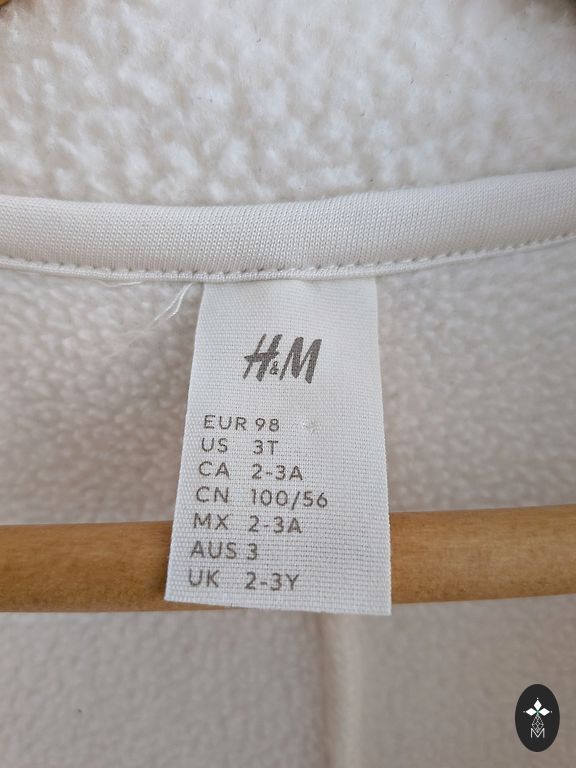 H&M
EUR 98
US 3T
CA 2-3A
CN 100/56
MX 2-3A
AUS 3
UK 2-3Y
M